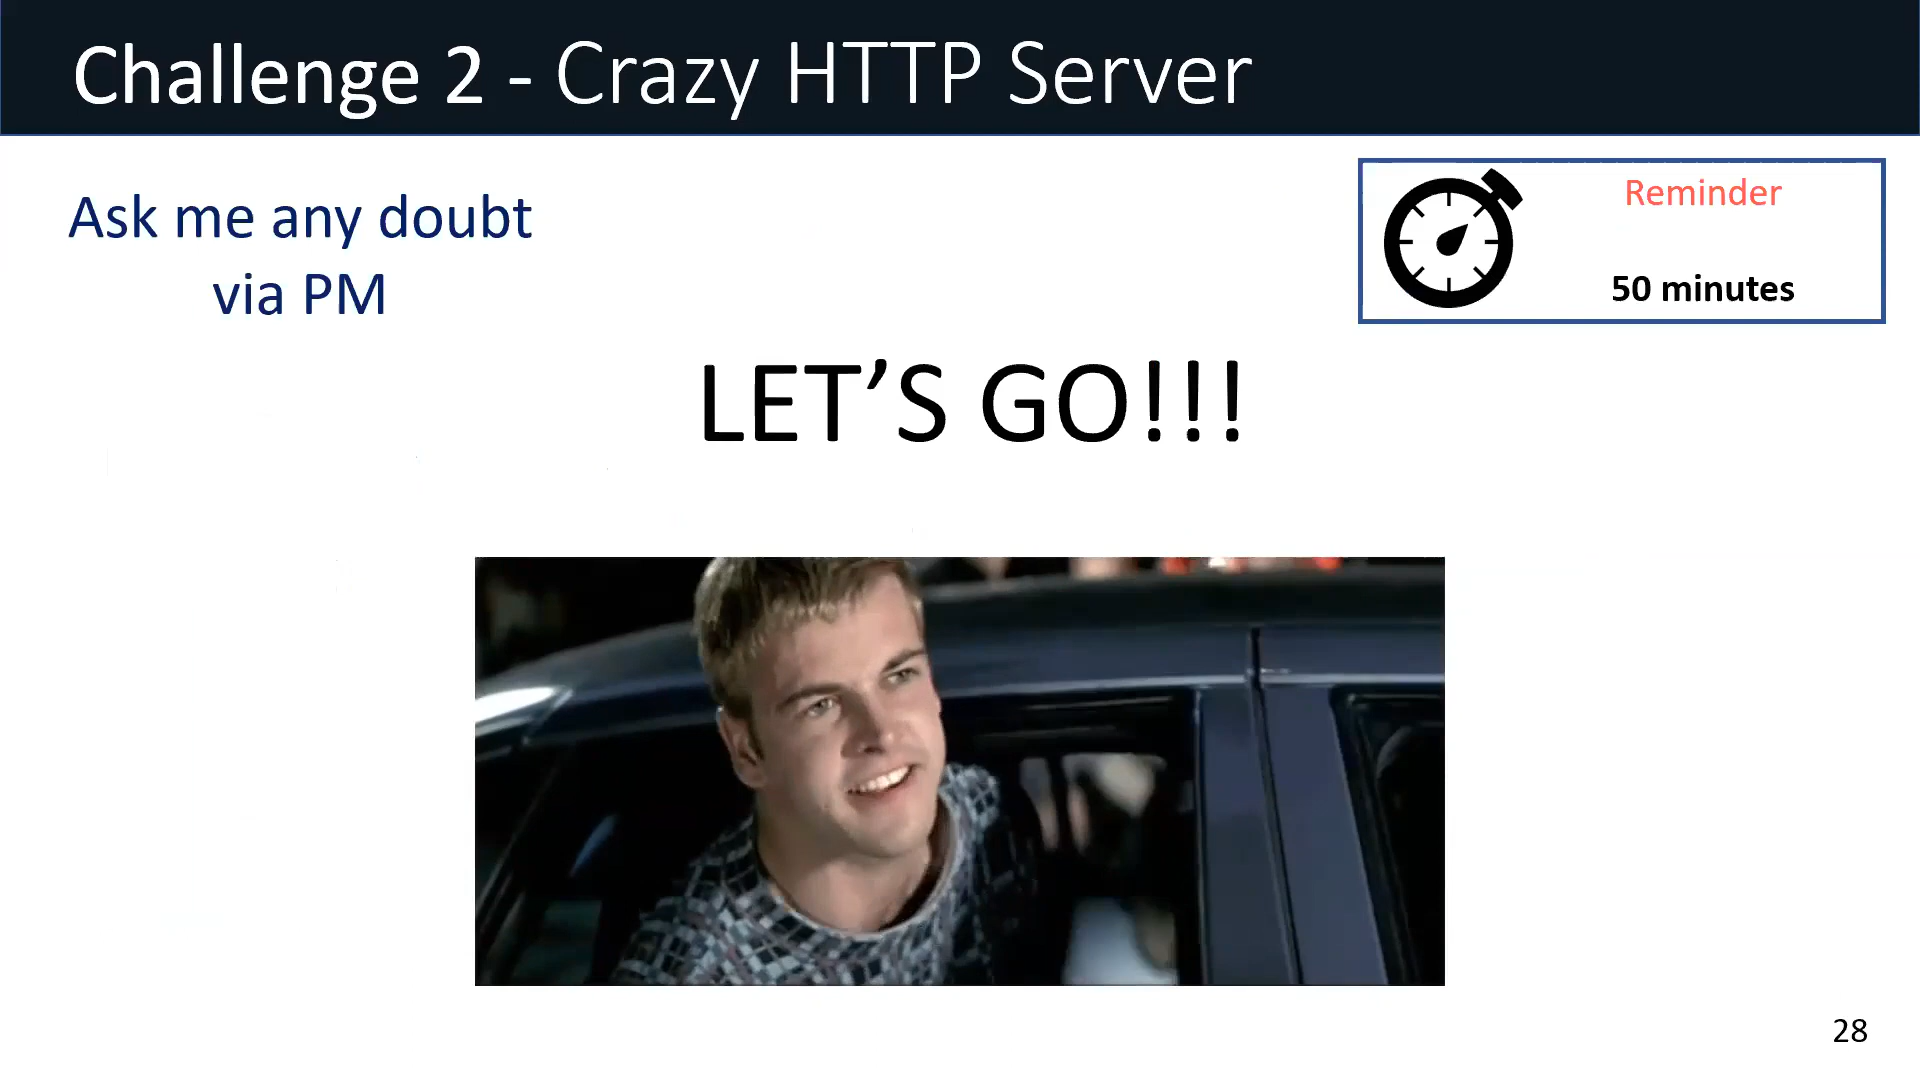 Challenge 2 - Crazy HTTP Server
Ask me any doubt
via PM
Reminder
50 minutes
LET’S GO!!!
28